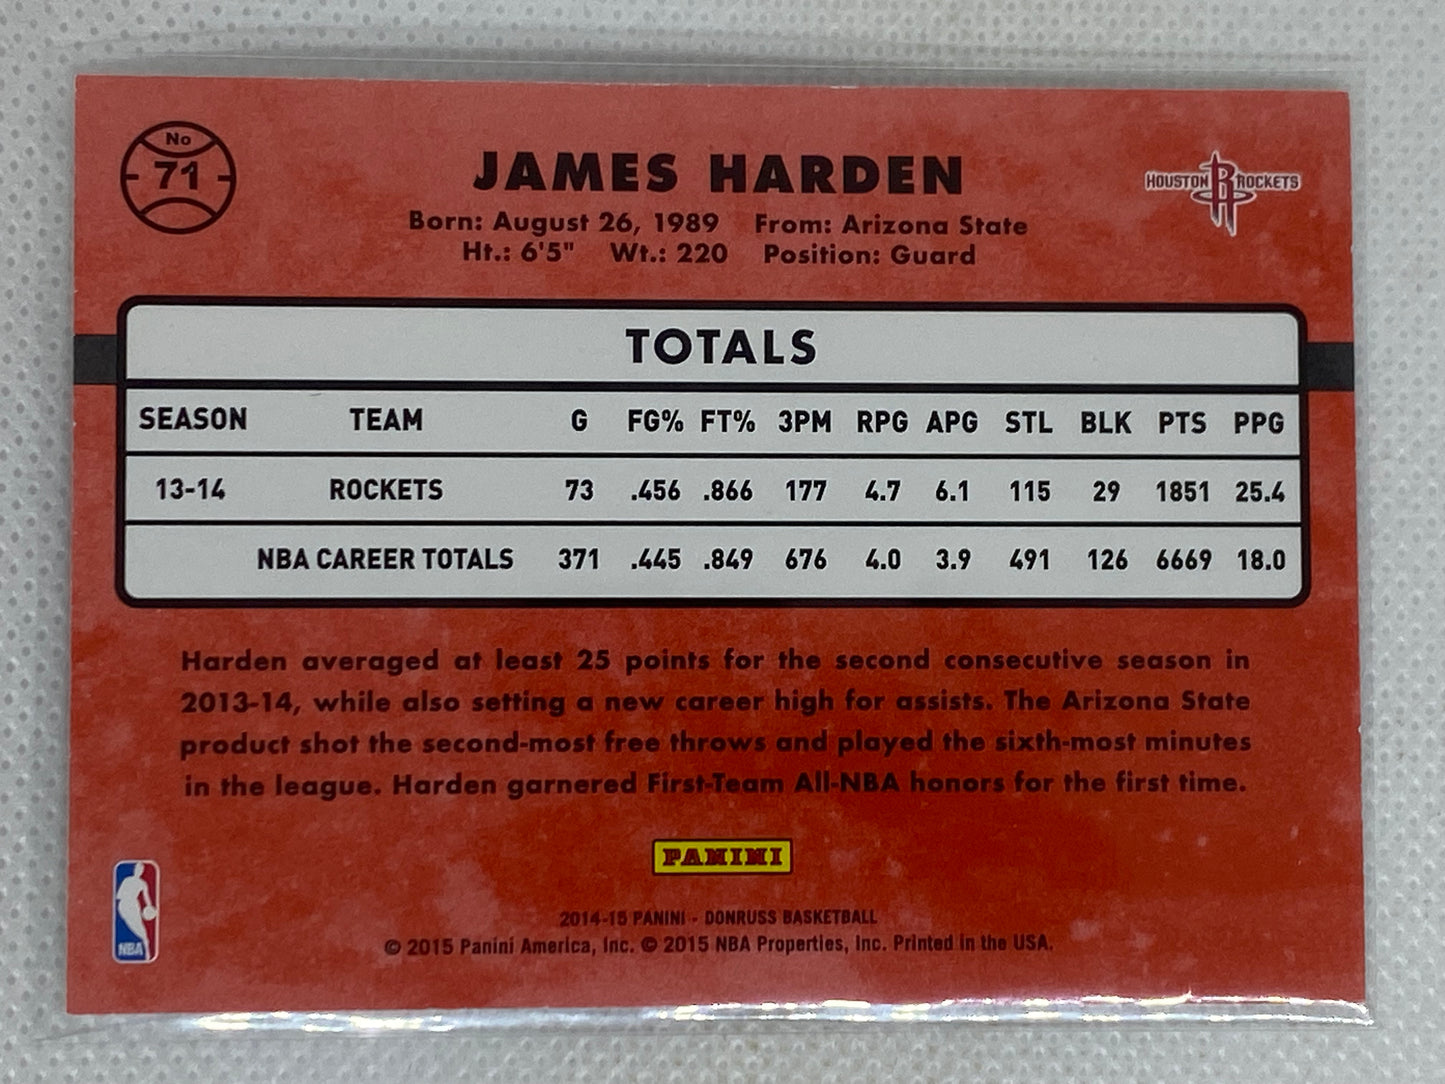 No
71
JAMES HARDEN
HOUSTON R ROCKETS
Born: August 26, 1989 From: Arizona State
Ht.: 6'5" Wt.: 220 Position: Guard
TOTALS
SEASON TEAM G FG% FT% 3PM RPG APG STL BLK PTS PPG
13-14 ROCKETS 73 .456 .866 177 4.7 6.1 115 29 1851 25.4
NBA CAREER TOTALS 371 .445 .849 676 4.0 3.9 491 126 6669 18.0
Harden averaged at least 25 points for the second consecutive season in
2013-14, while also setting a new career high for assists. The Arizona State
product shot the second-most free throws and played the sixth-most minutes
in the league. Harden garnered First-Team All-NBA honors for the first time.
PANINI
NBA
2014-15 PANINI - DONRUSS BASKETBALL
© 2015 Panini America, Inc. © 2015 NBA Properties, Inc. Printed in the USA.